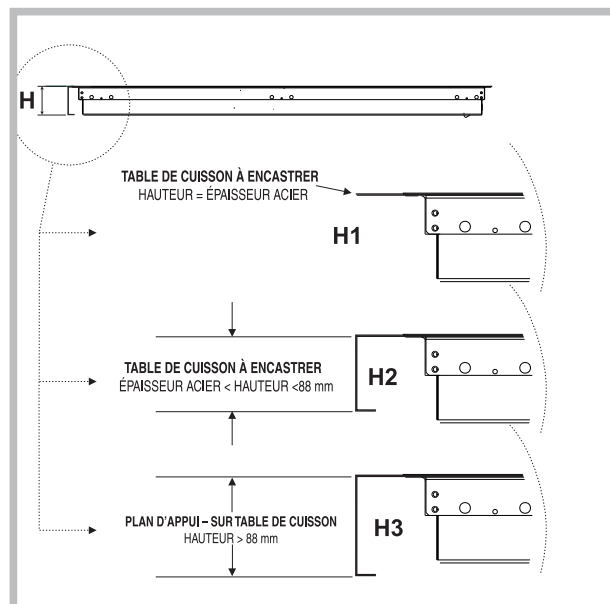 H
TABLE DE CUISSON À ENCASTRER
HAUTEUR = ÉPAISSEUR ACIER
H1
TABLE DE CUISSON À ENCASTRER
ÉPAISSEUR ACIER < HAUTEUR <88 mm
H2
PLAN D'APPUI – SUR TABLE DE CUISSON
HAUTEUR > 88 mm
H3